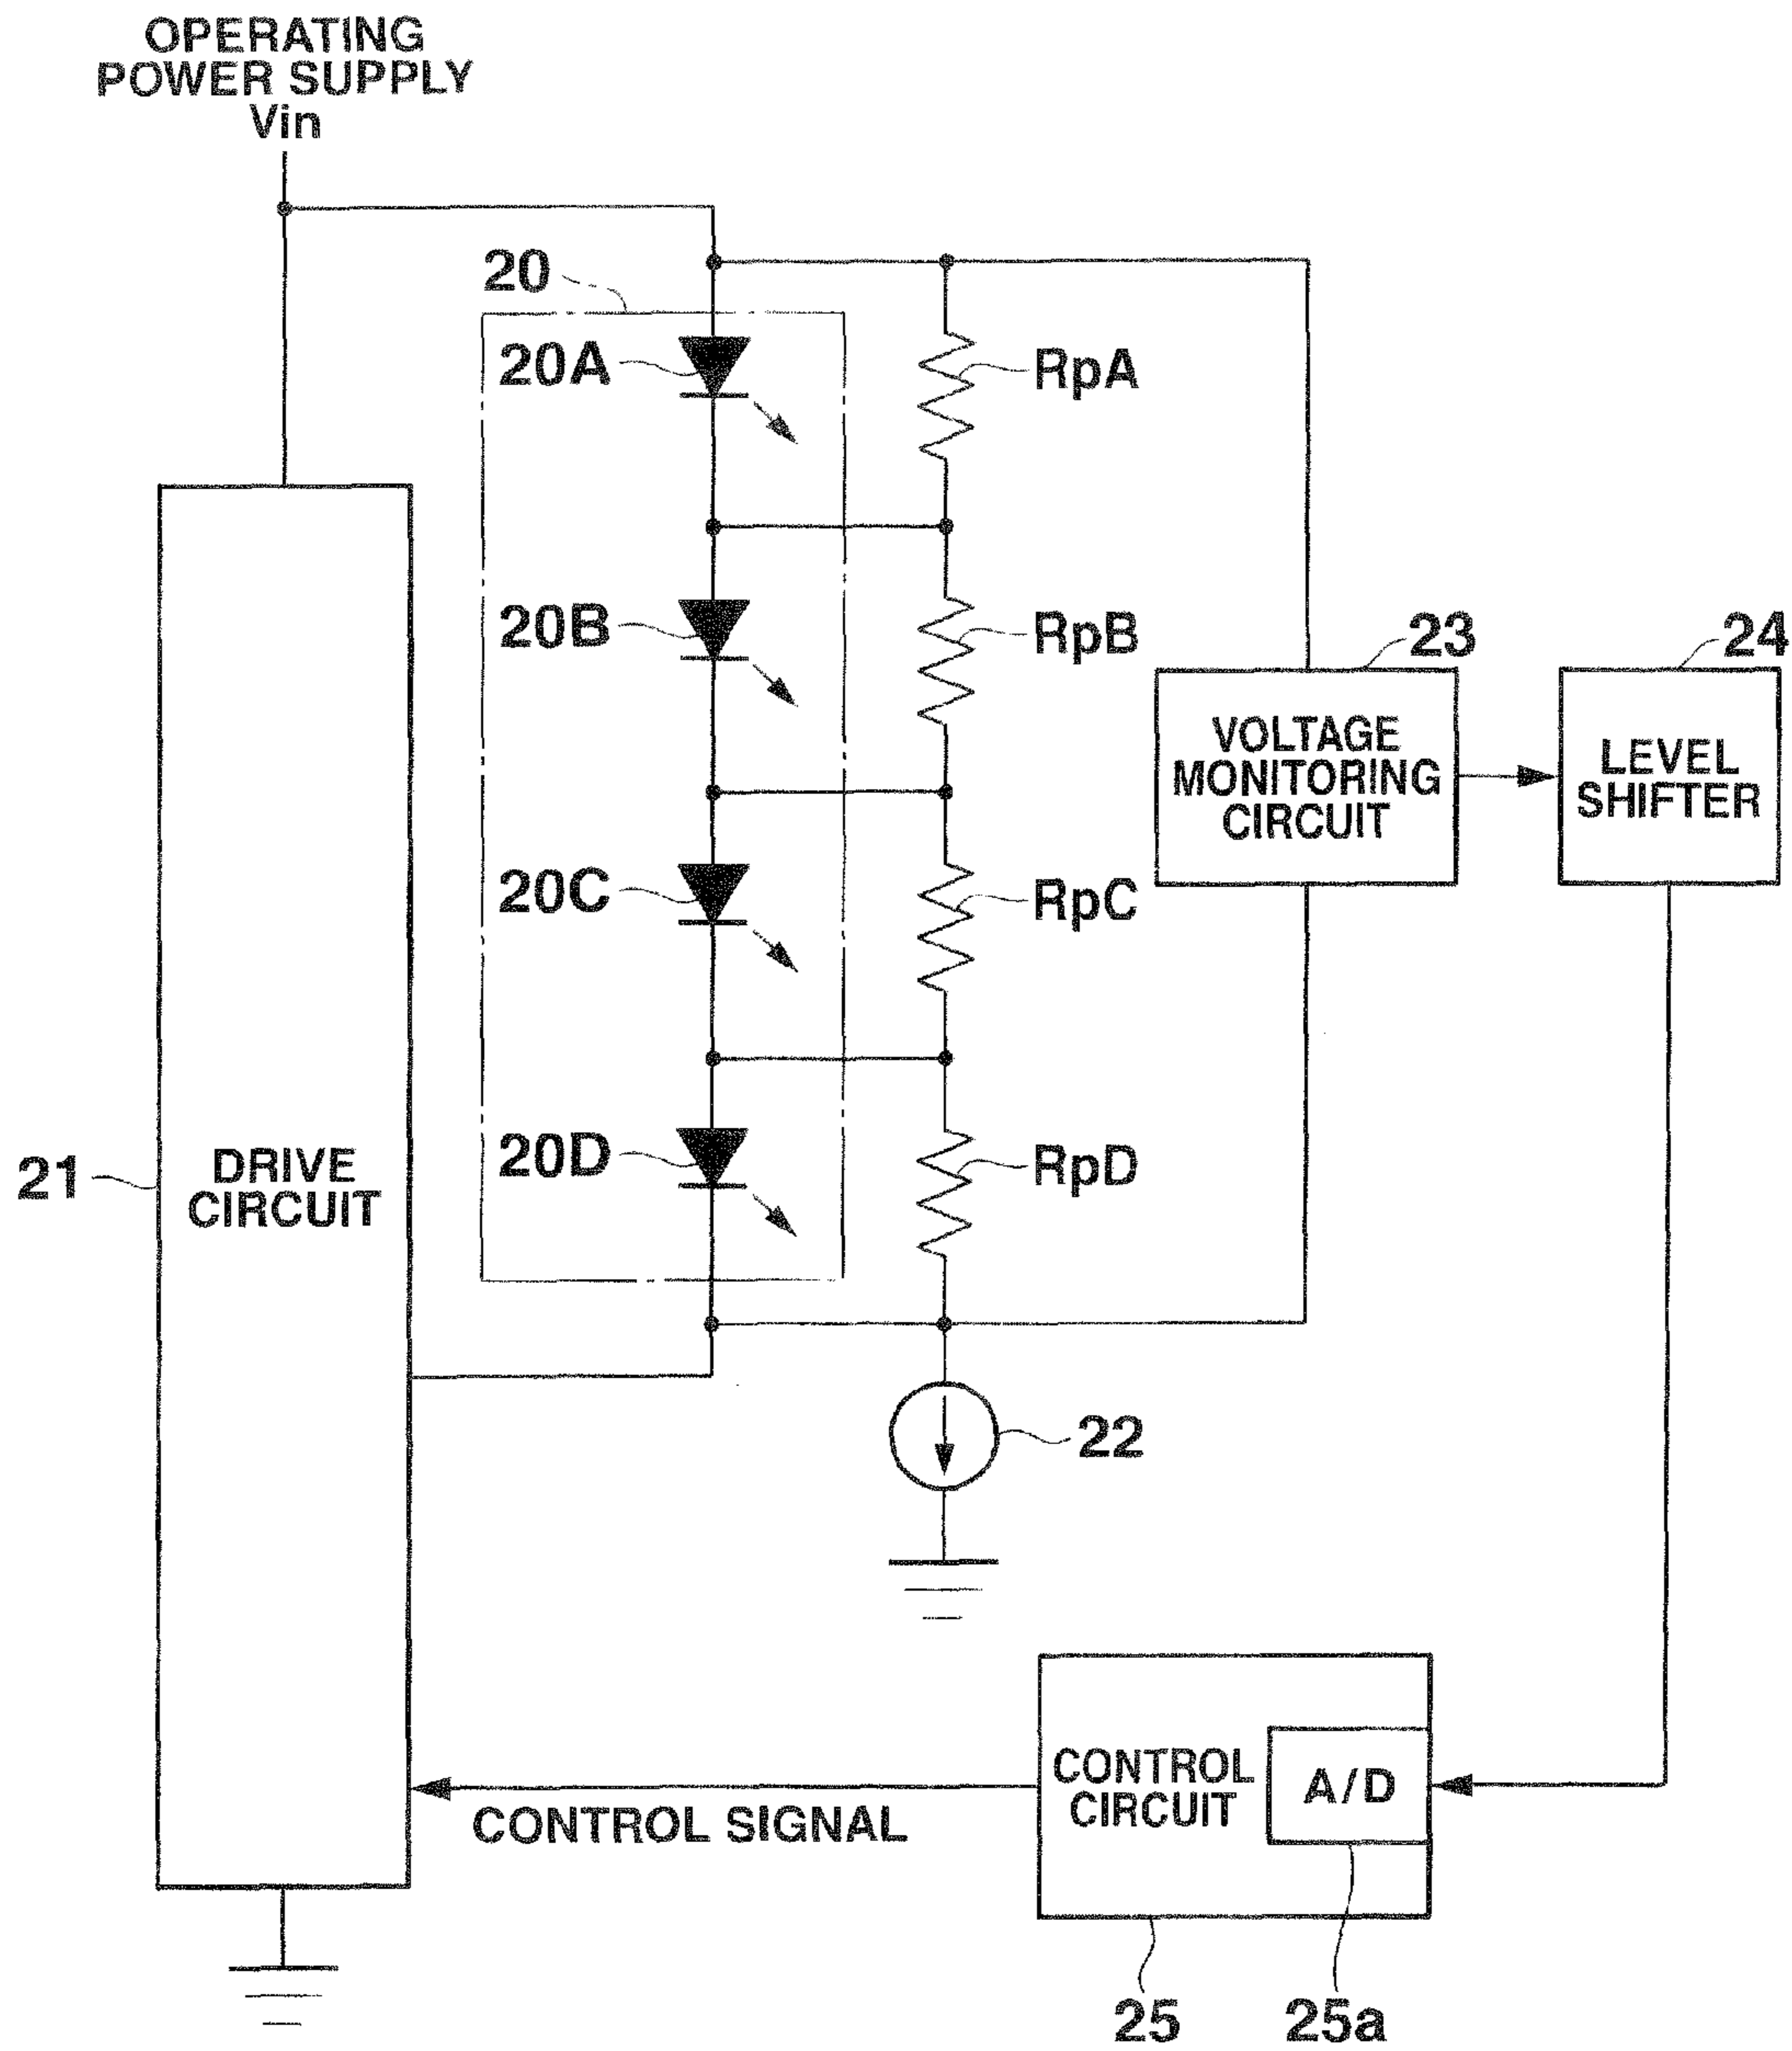 OPERATING
POWER SUPPLY
Vin
20
20A
RpA
20B
RpB
23
24
VOLTAGE
MONITORING
CIRCUIT
LEVEL
SHIFTER
20C
RpC
20D
RpD
21
DRIVE
CIRCUIT
22
CONTROL
CIRCUIT
A/D
CONTROL SIGNAL
25
25a